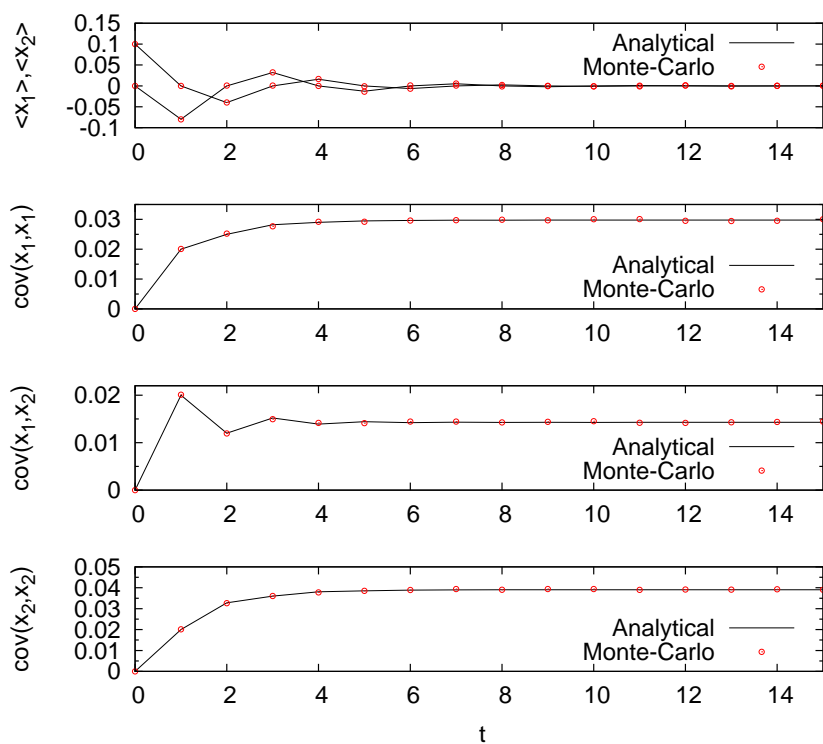 <x1>,<x2>
0.15
0.1
0.05
0
-0.05
-0.1
Analytical
Monte-Carlo
0 2 4 6 8 10 12 14
cov(x1,x1)
0.03
0.02
0.01
0
Analytical
Monte-Carlo
0 2 4 6 8 10 12 14
cov(x1,x2)
0.02
0.01
0
Analytical
Monte-Carlo
0 2 4 6 8 10 12 14
cov(x2,x2)
0.05
0.04
0.03
0.02
0.01
0
Analytical
Monte-Carlo
0 2 4 6 8 10 12 14
t